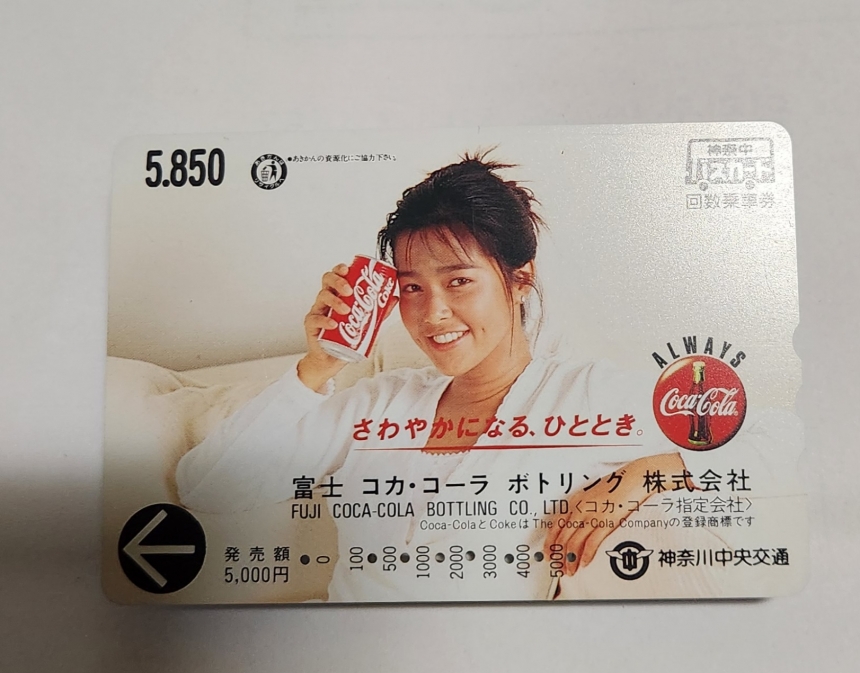 5.850
●あきかんの資源化にご協力下さい。
神奈中
バスカード
回数乗車券
Coca-Cola
Coke
ALWAYS
Coca-Cola
さわやかになる、ひととき。
富士 コカ・コーラ ボトリング 株式会社
FUJI COCA-COLA BOTTLING CO., LTD.〈コカ・コーラ指定会社〉
Coca-ColaとCokeはThe Coca-Cola Companyの登録商標です
発売額 0 100 500 1000 2000 3000 4000 5000
5,000円
神奈川中央交通